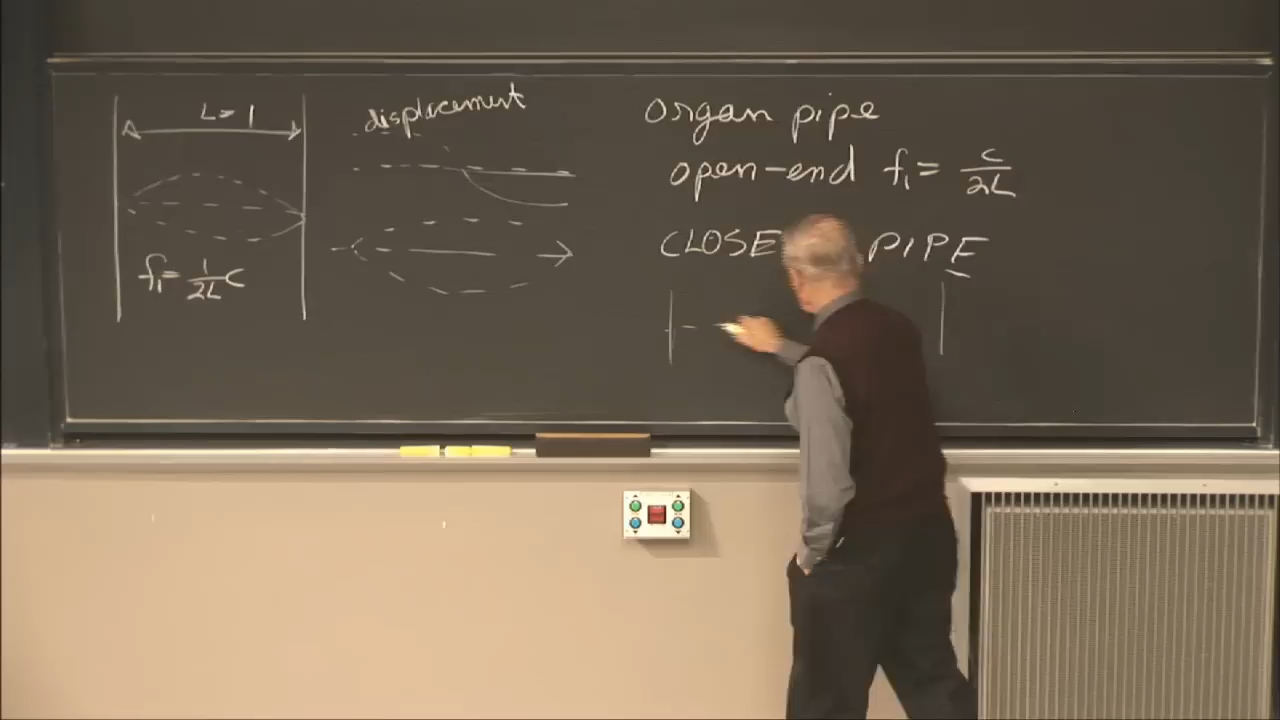 L = 1
f₁ = 1/2L c
displacement
organ pipe
open-end f₁ = c/2L
CLOSE PIPE